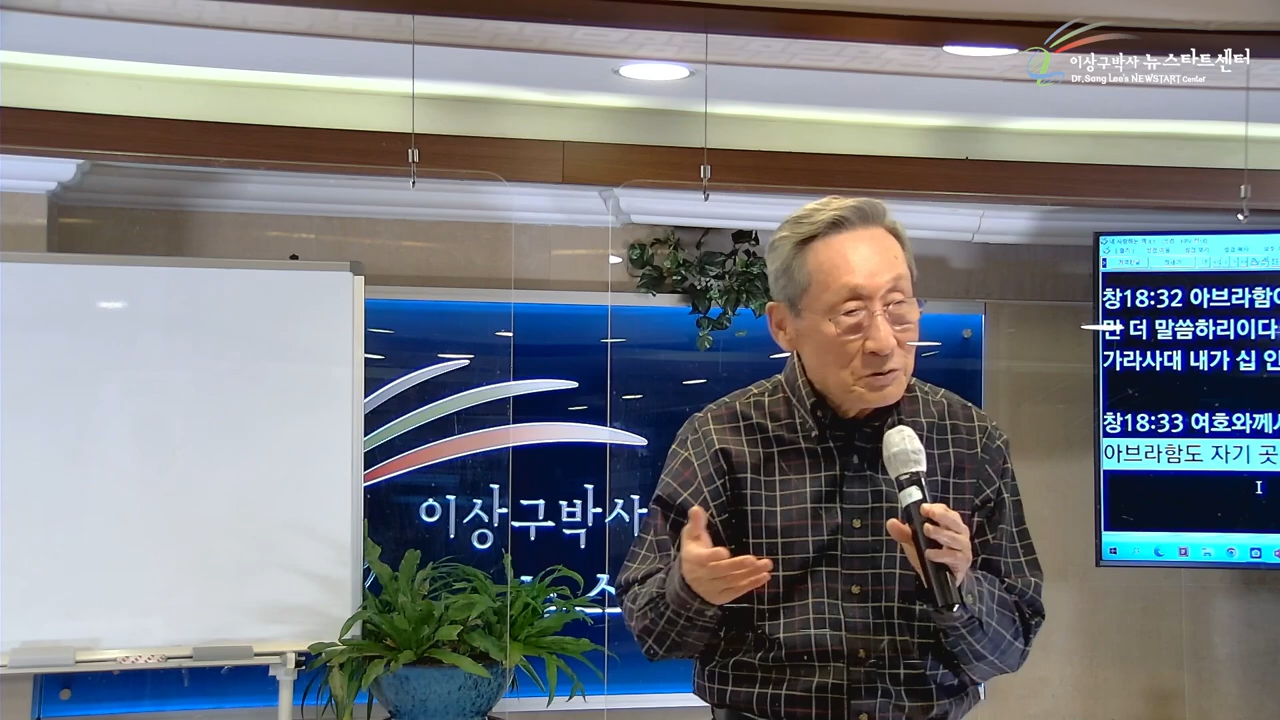 이상구박사 뉴스타트센터
Dr. Sang Lee's NEWSTART Center
창18:32 아브라함이
만 더 말씀하리이다
가라사대 내가 십 인
창18:33 여호와께서
아브라함도 자기 곳
이상구박사